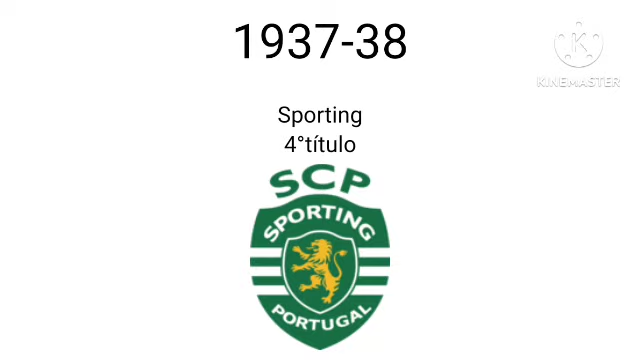 1937-38
KINEMASTER
Sporting
4°título
SCP
SPORTING
PORTUGAL